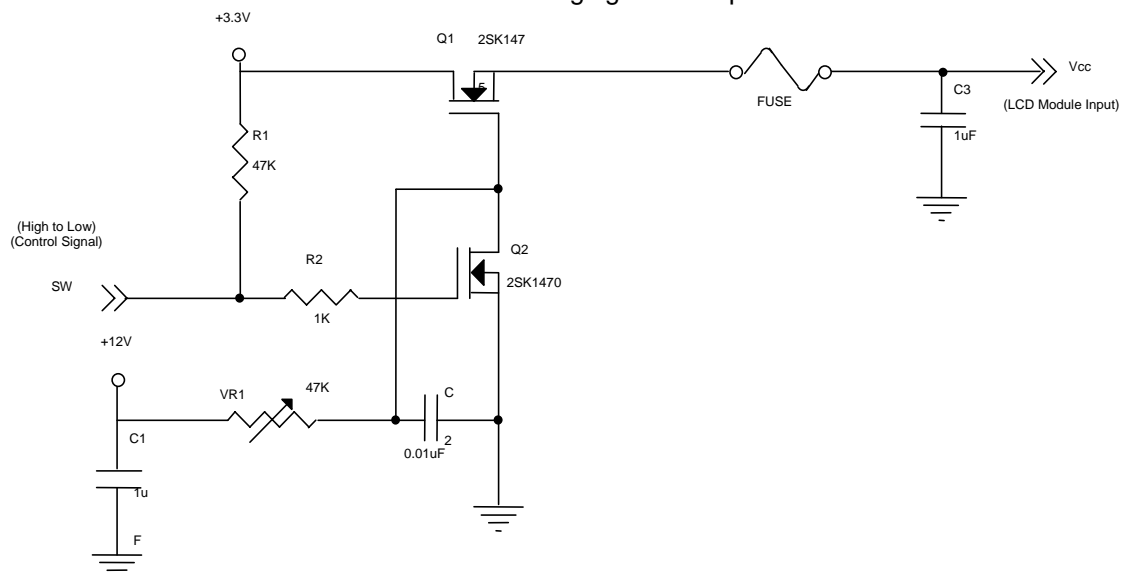 +3.3V
Q1
2SK147
5
FUSE
Vcc
C3
(LCD Module Input)
1uF
R1
47K
(High to Low)
(Control Signal)
SW
R2
1K
Q2
2SK1470
+12V
VR1
47K
C
2
0.01uF
C1
1u
F